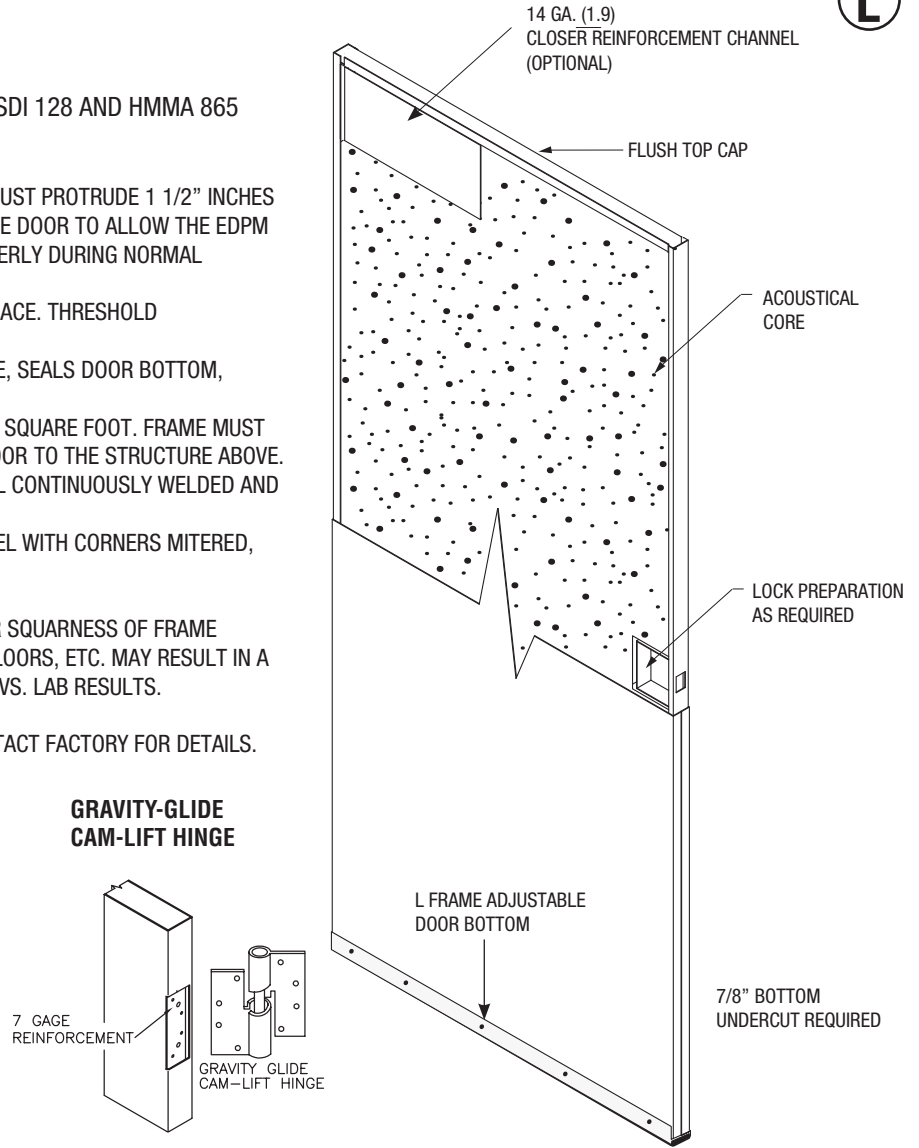 L
14 GA. (1.9)
CLOSER REINFORCEMENT CHANNEL
(OPTIONAL)
SDI 128 AND HMMA 865
FLUSH TOP CAP
UST PROTRUDE 1 1/2” INCHES
E DOOR TO ALLOW THE EDPM
ERLY DURING NORMAL
ACE. THRESHOLD
E, SEALS DOOR BOTTOM,
SQUARE FOOT. FRAME MUST
OOR TO THE STRUCTURE ABOVE.
L CONTINUOUSLY WELDED AND
EL WITH CORNERS MITERED,
R SQUARNESS OF FRAME
LOORS, ETC. MAY RESULT IN A
VS. LAB RESULTS.
TACT FACTORY FOR DETAILS.
ACOUSTICAL
CORE
LOCK PREPARATION
AS REQUIRED
GRAVITY-GLIDE
CAM-LIFT HINGE
L FRAME ADJUSTABLE
DOOR BOTTOM
7/8” BOTTOM
UNDERCUT REQUIRED
7 GAGE
REINFORCEMENT
GRAVITY GLIDE
CAM-LIFT HINGE